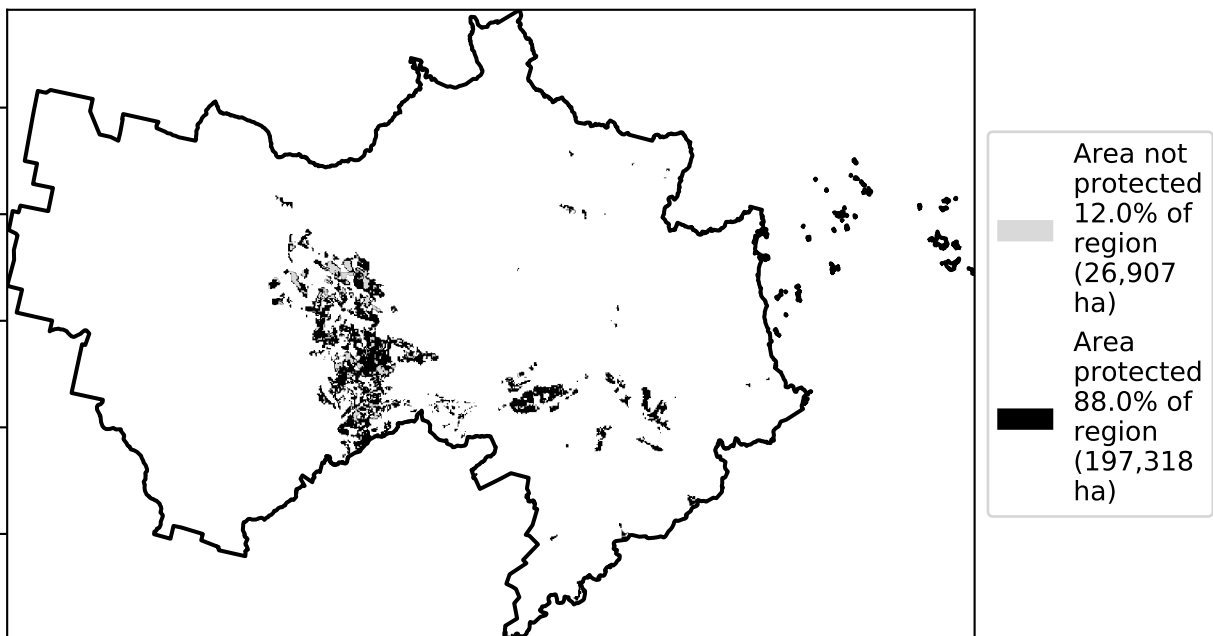 Area not
protected
12.0% of
region
(26,907
ha)
Area
protected
88.0% of
region
(197,318
ha)